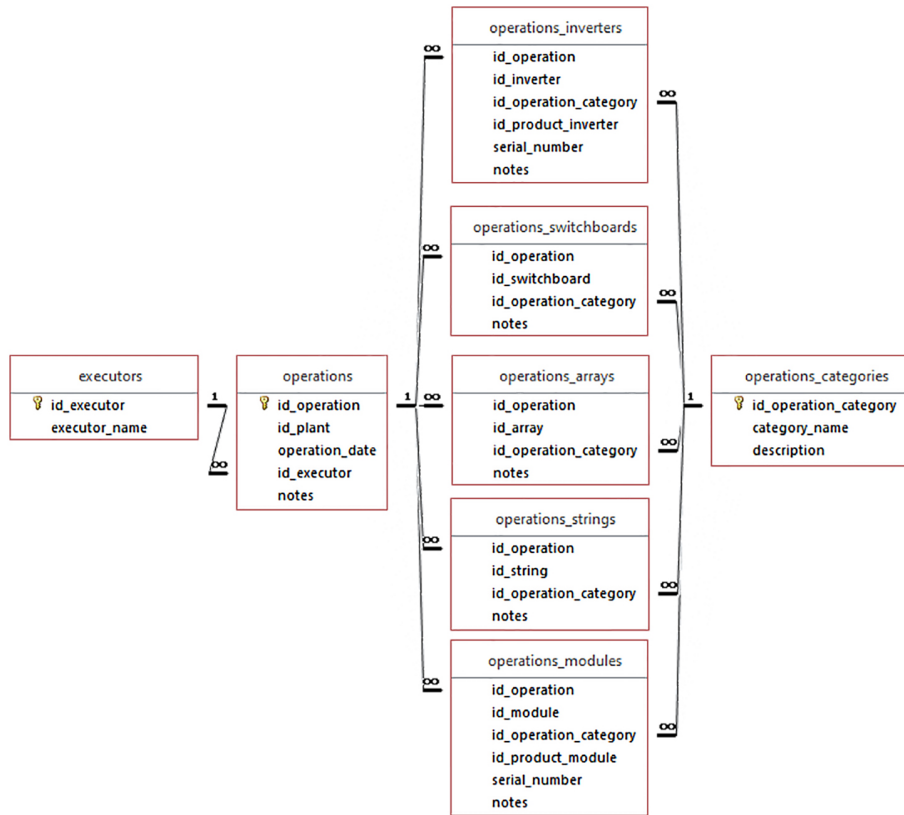 operations_inverters
id_operation
id_inverter
id_operation_category
id_product_inverter
serial_number
notes
∞
∞
operations_switchboards
id_operation
id_switchboard
id_operation_category
notes
∞
∞
executors
id_executor
executor_name
1
∞
operations
id_operation
id_plant
operation_date
id_executor
notes
1
operations_arrays
id_operation
id_array
id_operation_category
notes
∞
∞
1
operations_categories
id_operation_category
category_name
description
operations_strings
id_operation
id_string
id_operation_category
notes
∞
∞
operations_modules
id_operation
id_module
id_operation_category
id_product_module
serial_number
notes
∞
∞